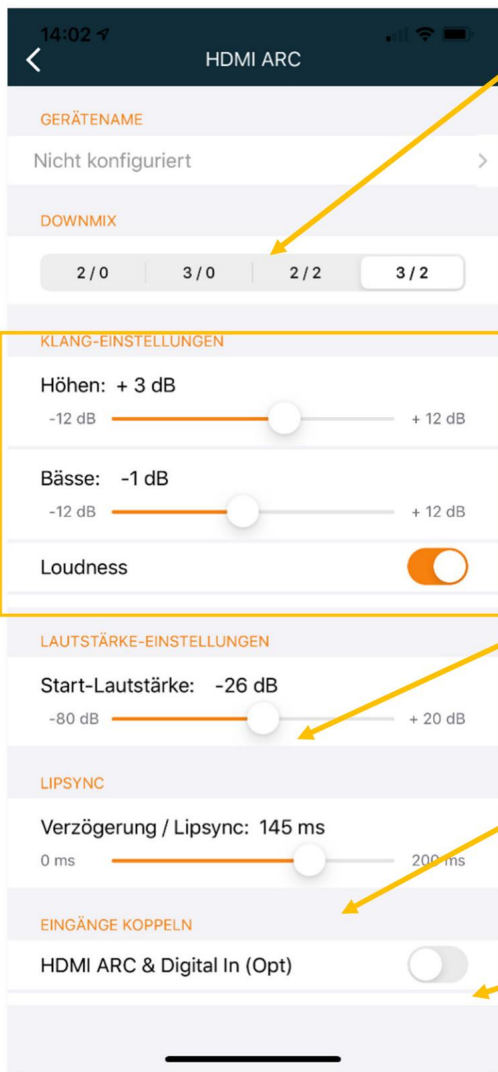 14:02
HDMI ARC
GERÄTENAME
Nicht konfiguriert
DOWNMIX
2 / 0 3 / 0 2 / 2 3 / 2
KLANG-EINSTELLUNGEN
Höhen: + 3 dB
-12 dB + 12 dB
Bässe: -1 dB
-12 dB + 12 dB
Loudness
LAUTSTÄRKE-EINSTELLUNGEN
Start-Lautstärke: -26 dB
-80 dB + 20 dB
LIPSYNC
Verzögerung / Lipsync: 145 ms
0 ms 200 ms
EINGÄNGE KOPPELN
HDMI ARC & Digital In (Opt)